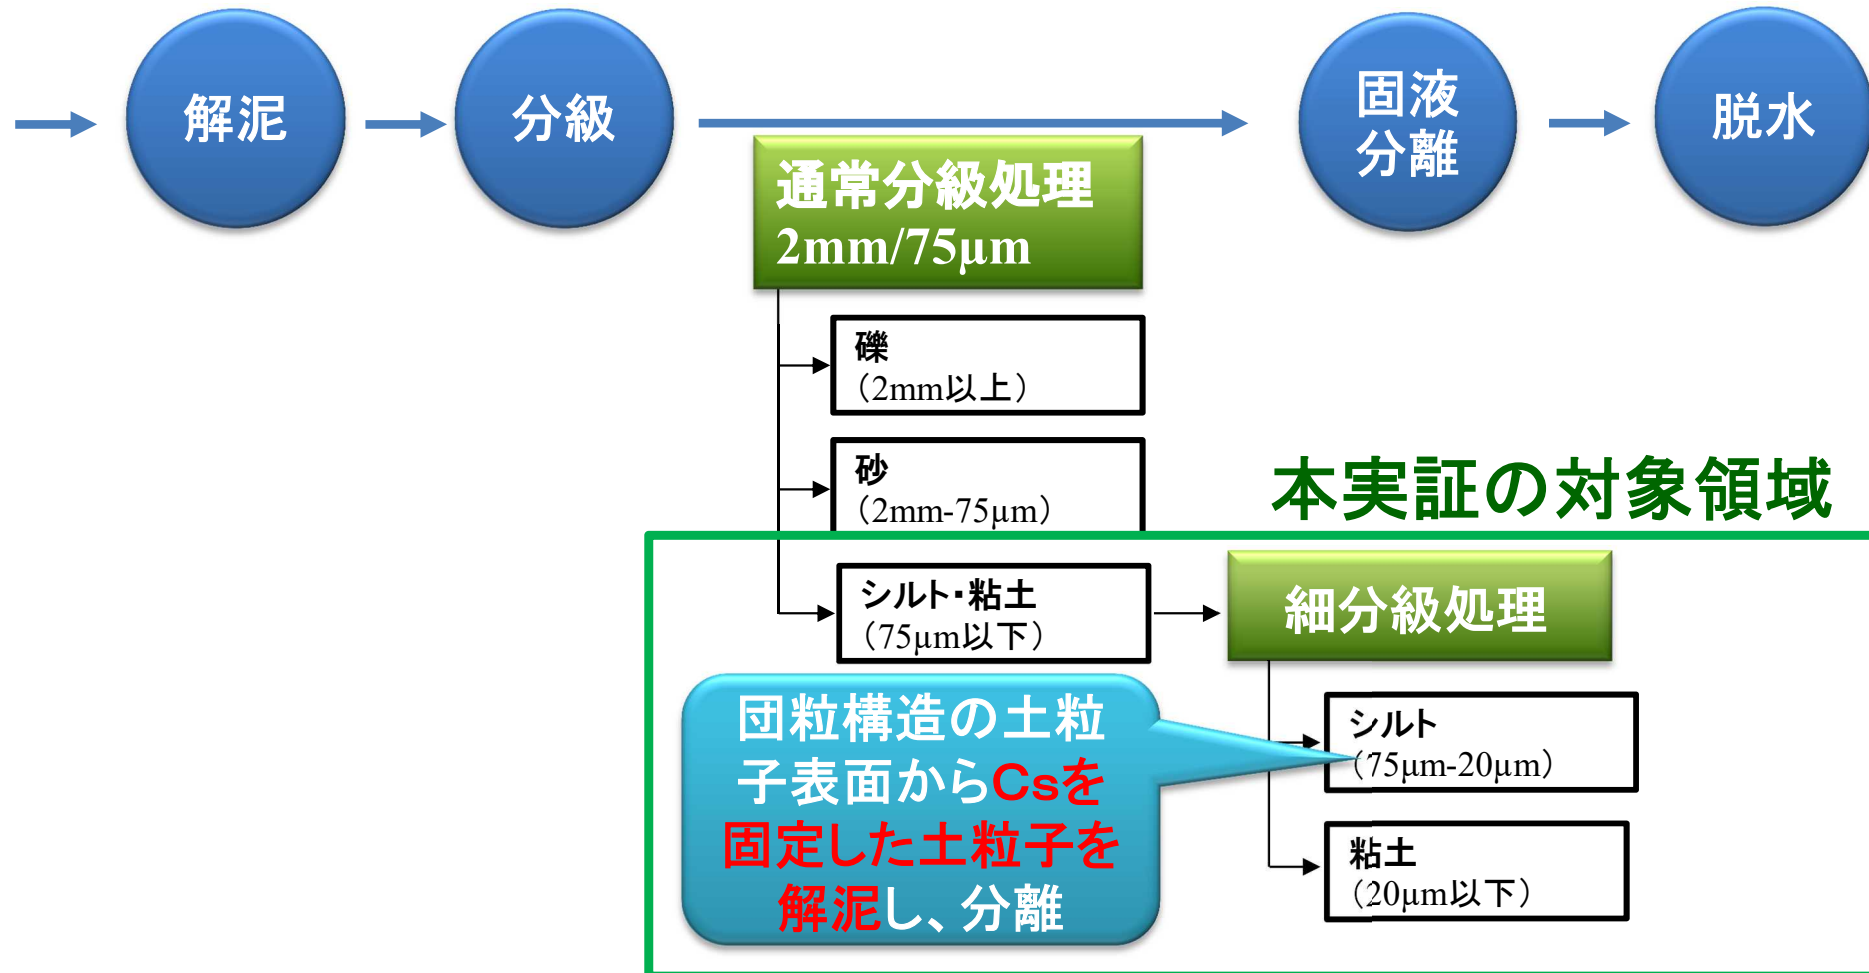 解泥
分級
固液
分離
脱水
通常分級処理
2mm/75μm
礫
（2mm以上）
砂
（2mm-75μm）
本実証の対象領域
シルト・粘土
（75μm以下）
細分級処理
団粒構造の土粒
子表面からCsを
固定した土粒子を
解泥し、分離
シルト
（75μm-20μm）
粘土
（20μm以下）